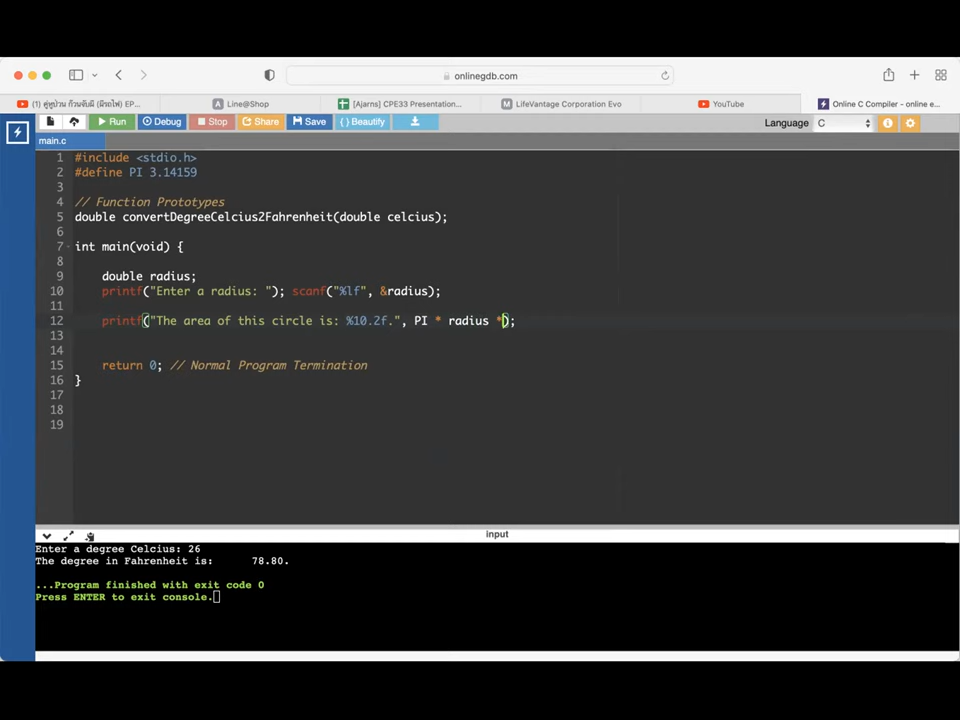 onlinegdb.com
(1) คู่หูป่วน ก๊วนจับผี (มีรถไฟ) EP...
Line@Shop
[Ajarns] CPE33 Presentation...
LifeVantage Corporation Evo
YouTube
Online C Compiler - online e...
Run
Debug
Stop
Share
Save
{ } Beautify
Language
C
main.c
1 #include <stdio.h>
2 #define PI 3.14159
3
4 // Function Prototypes
5 double convertDegreeCelcius2Fahrenheit(double celcius);
6
7 int main(void) {
8
9 double radius;
10 printf("Enter a radius: "); scanf("%lf", &radius);
11
12 printf("The area of this circle is: %10.2f.", PI * radius *);
13
14
15 return 0; // Normal Program Termination
16 }
17
18
19
input
Enter a degree Celcius: 26
The degree in Fahrenheit is:      78.80.
...Program finished with exit code 0
Press ENTER to exit console.